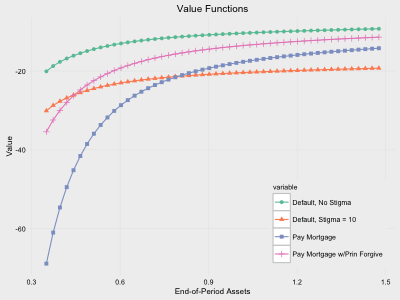 Value Functions
Value
-20
-40
-60
0.3
0.6
0.9
1.2
1.5
End-of-Period Assets
variable
Default, No Stigma
Default, Stigma = 10
Pay Mortgage
Pay Mortgage w/Prin Forgive